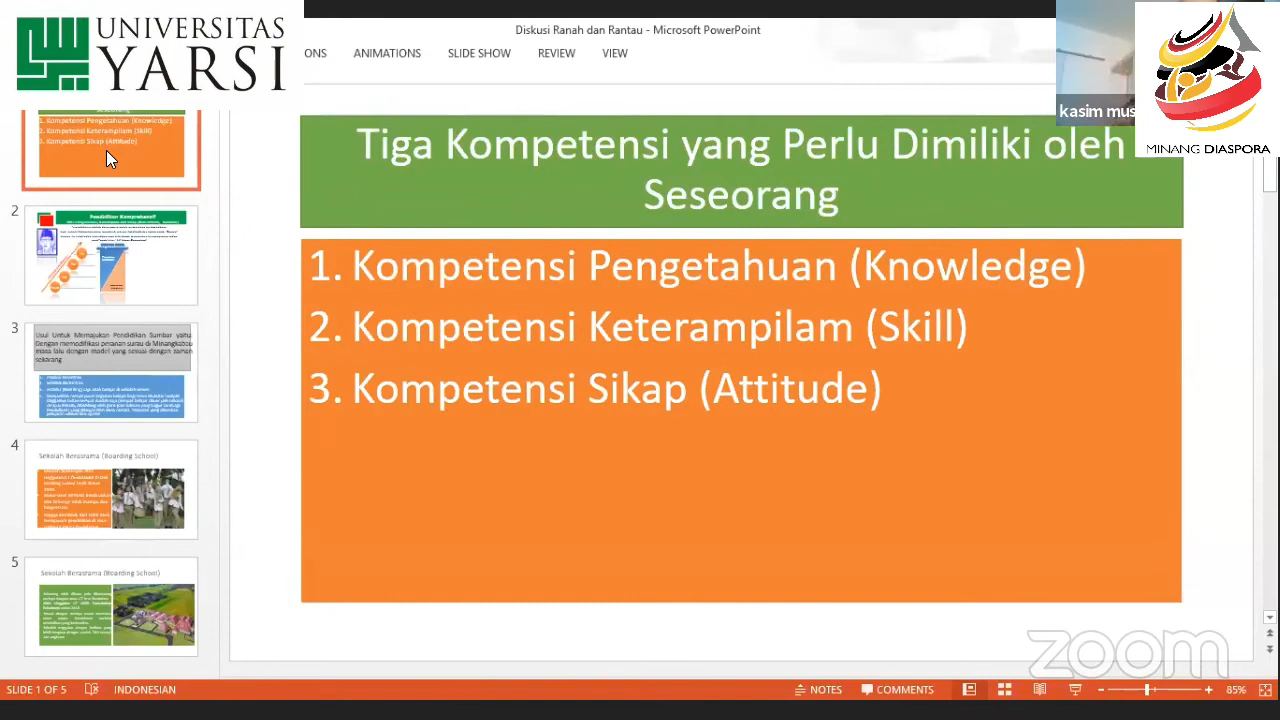 UNIVERSITAS
YARSI
Diskusi Ranah dan Rantau - Microsoft PowerPoint
ONS
ANIMATIONS
SLIDE SHOW
REVIEW
VIEW
kasim mus
MINANG DIASPORA
Seseorang
1. Kompetensi Pengetahuan (Knowledge)
2. Kompetensi Keterampilam (Skill)
3. Kompetensi Sikap (Attitude)
2
Pendidikan Komprehensif
3
Usul Untuk Memajukan Pendidikan Sumbar yaitu
Dengan memodifikasi peranan surau di Minangkabau
masa lalu dengan model yang sesuai dengan zaman
sekarang
4
Sekolah Berasrama (Boarding School)
5
Sekolah Berasrama (Boarding School)
Tiga Kompetensi yang Perlu Dimiliki oleh
Seseorang
1. Kompetensi Pengetahuan (Knowledge)
2. Kompetensi Keterampilam (Skill)
3. Kompetensi Sikap (Attitude)
zoom
SLIDE 1 OF 5
INDONESIAN
NOTES
COMMENTS
85%